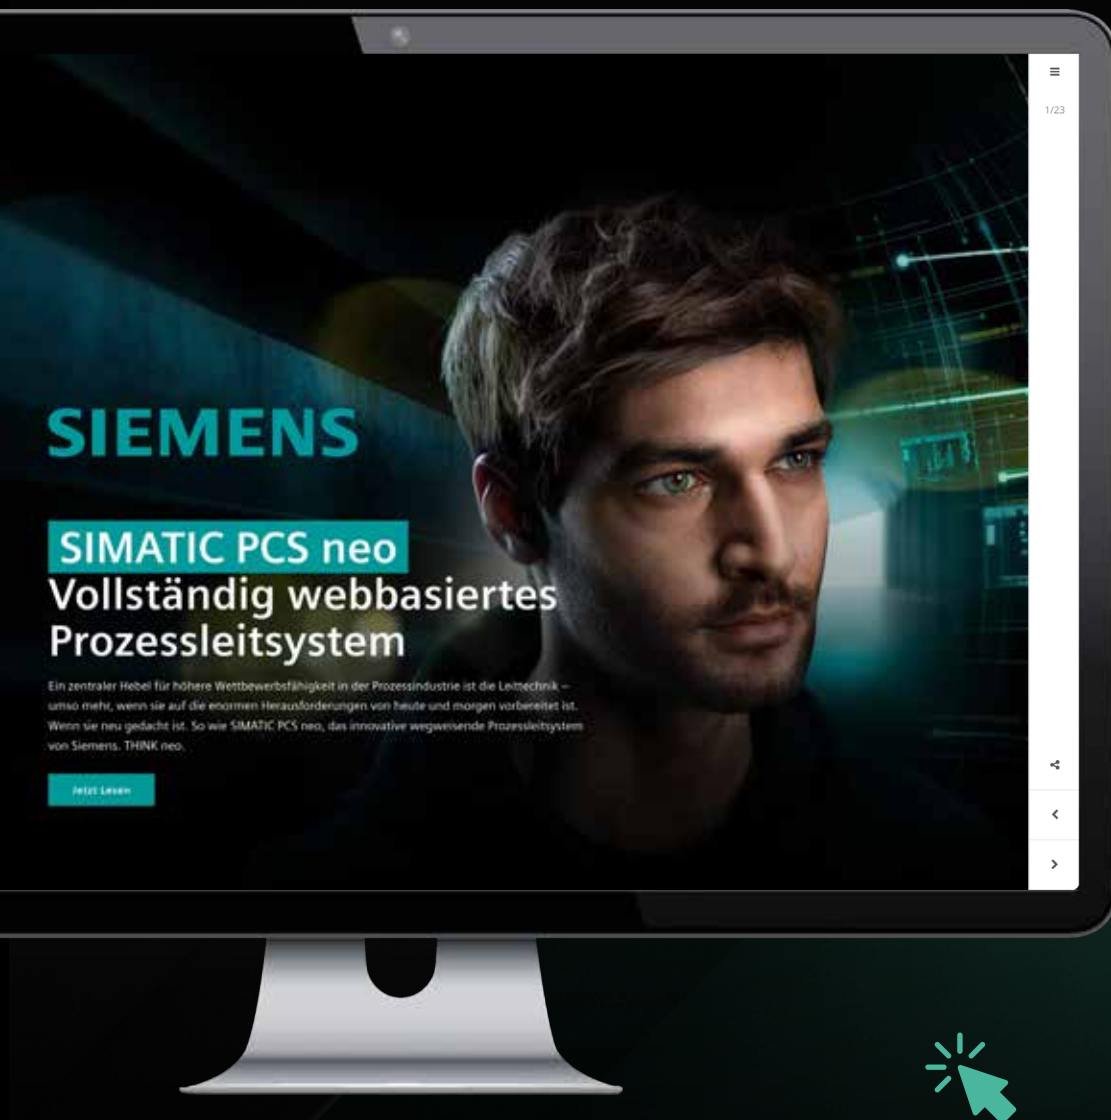 1/23
SIEMENS
SIMATIC PCS neo
Vollständig webbasiertes
Prozessleitsystem
Ein zentraler Hebel für höhere Wettbewerbsfähigkeit in der Prozessindustrie ist die Leittechnik –
umso mehr, wenn sie auf die enormen Herausforderungen von heute und morgen vorbereitet ist.
Wenn sie neu gedacht ist. So wie SIMATIC PCS neo, das innovative wegweisende Prozessleitsystem
von Siemens. THINK neo.
Jetzt Lesen